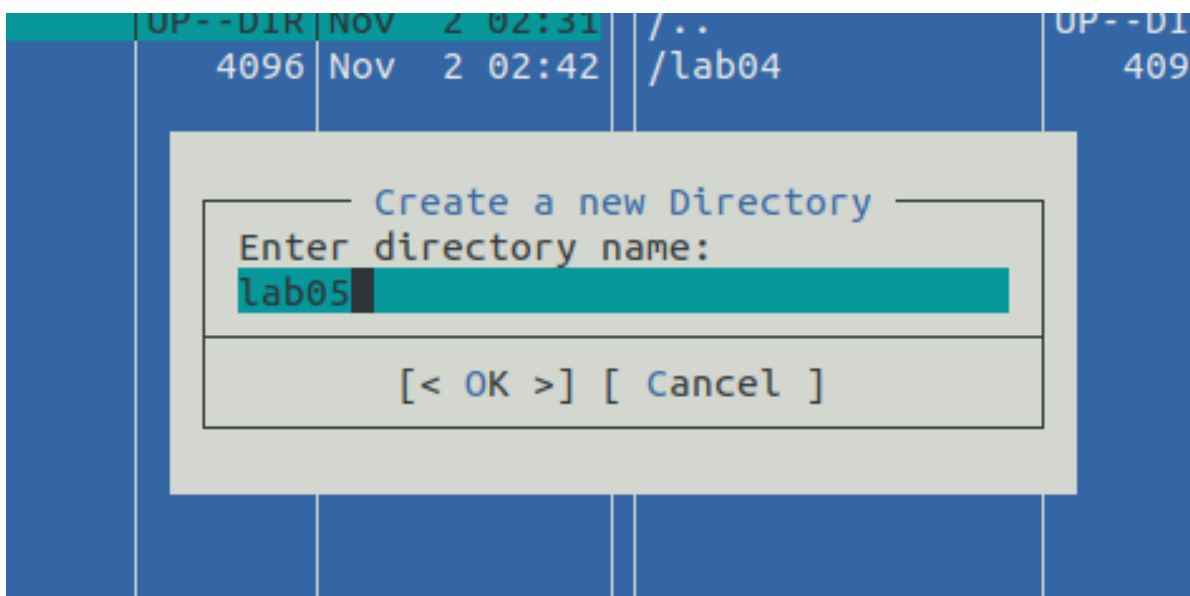 UP--DIR Nov 2 02:31 /.. UP--DI
4096 Nov 2 02:42 /lab04 409
Create a new Directory
Enter directory name:
lab05
[< OK >] [ Cancel ]